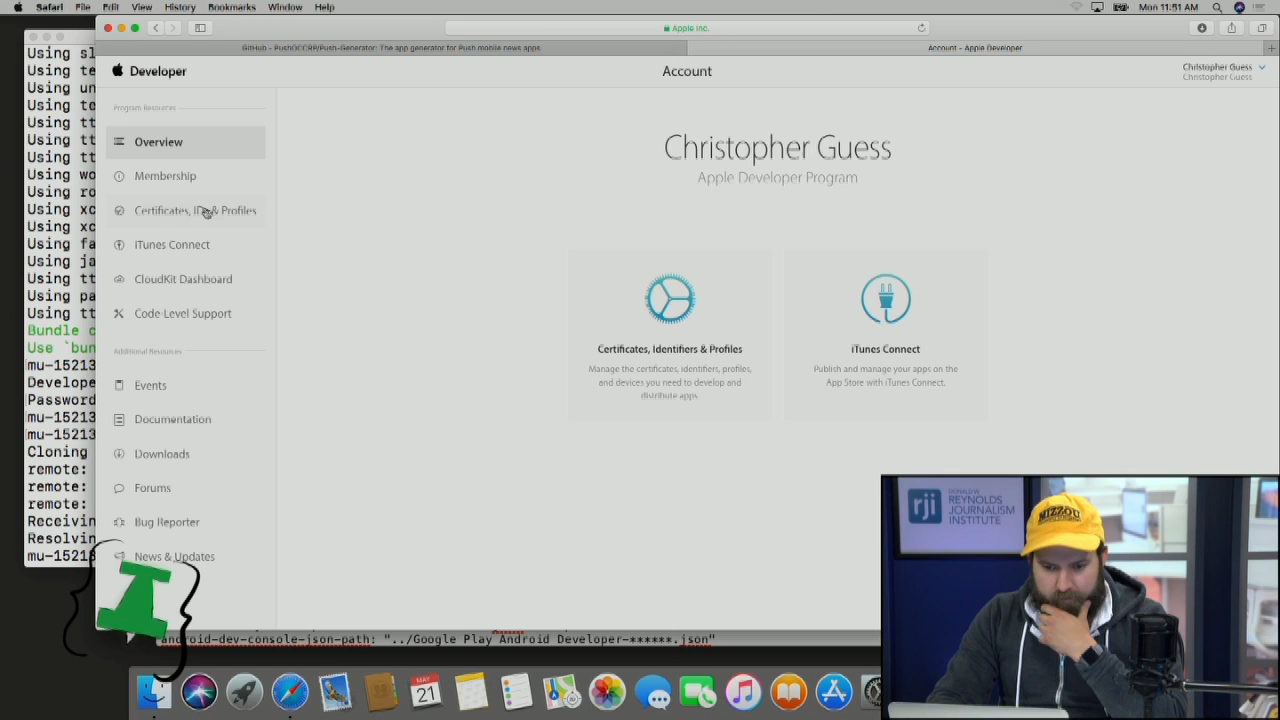 Safari File Edit View History Bookmarks Window Help
Mon 11:51 AM
Apple Inc.
GitHub - PushOCCRP/Push-Generator: The app generator for Push mobile news apps
Account - Apple Developer
Developer
Account
Christopher Guess
Christopher Guess
Program Resources
Overview
Membership
Certificates, IDs & Profiles
iTunes Connect
CloudKit Dashboard
Code-Level Support
Additional Resources
Events
Documentation
Downloads
Forums
Bug Reporter
News & Updates
Christopher Guess
Apple Developer Program
Certificates, Identifiers & Profiles
Manage the certificates, identifiers, profiles,
and devices you need to develop and
distribute apps.
iTunes Connect
Publish and manage your apps on the
App Store with iTunes Connect.
Using sl
Using te
Using un
Using te
Using tt
Using tt
Using tt
Using wo
Using ro
Using xc
Using xc
Using fa
Using ja
Using tt
Using pa
Using tt
Bundle c
Use `bun
mu-15213
Develope
Password
mu-15213
mu-15213
Cloning
remote:
remote:
remote:
Receivin
Resolvin
mu-15213
android-dev-console-json-path: "../Google Play Android Developer-******.json"
MAY
21
rji
DONALD W.
REYNOLDS
JOURNALISM
INSTITUTE
MIZZOU